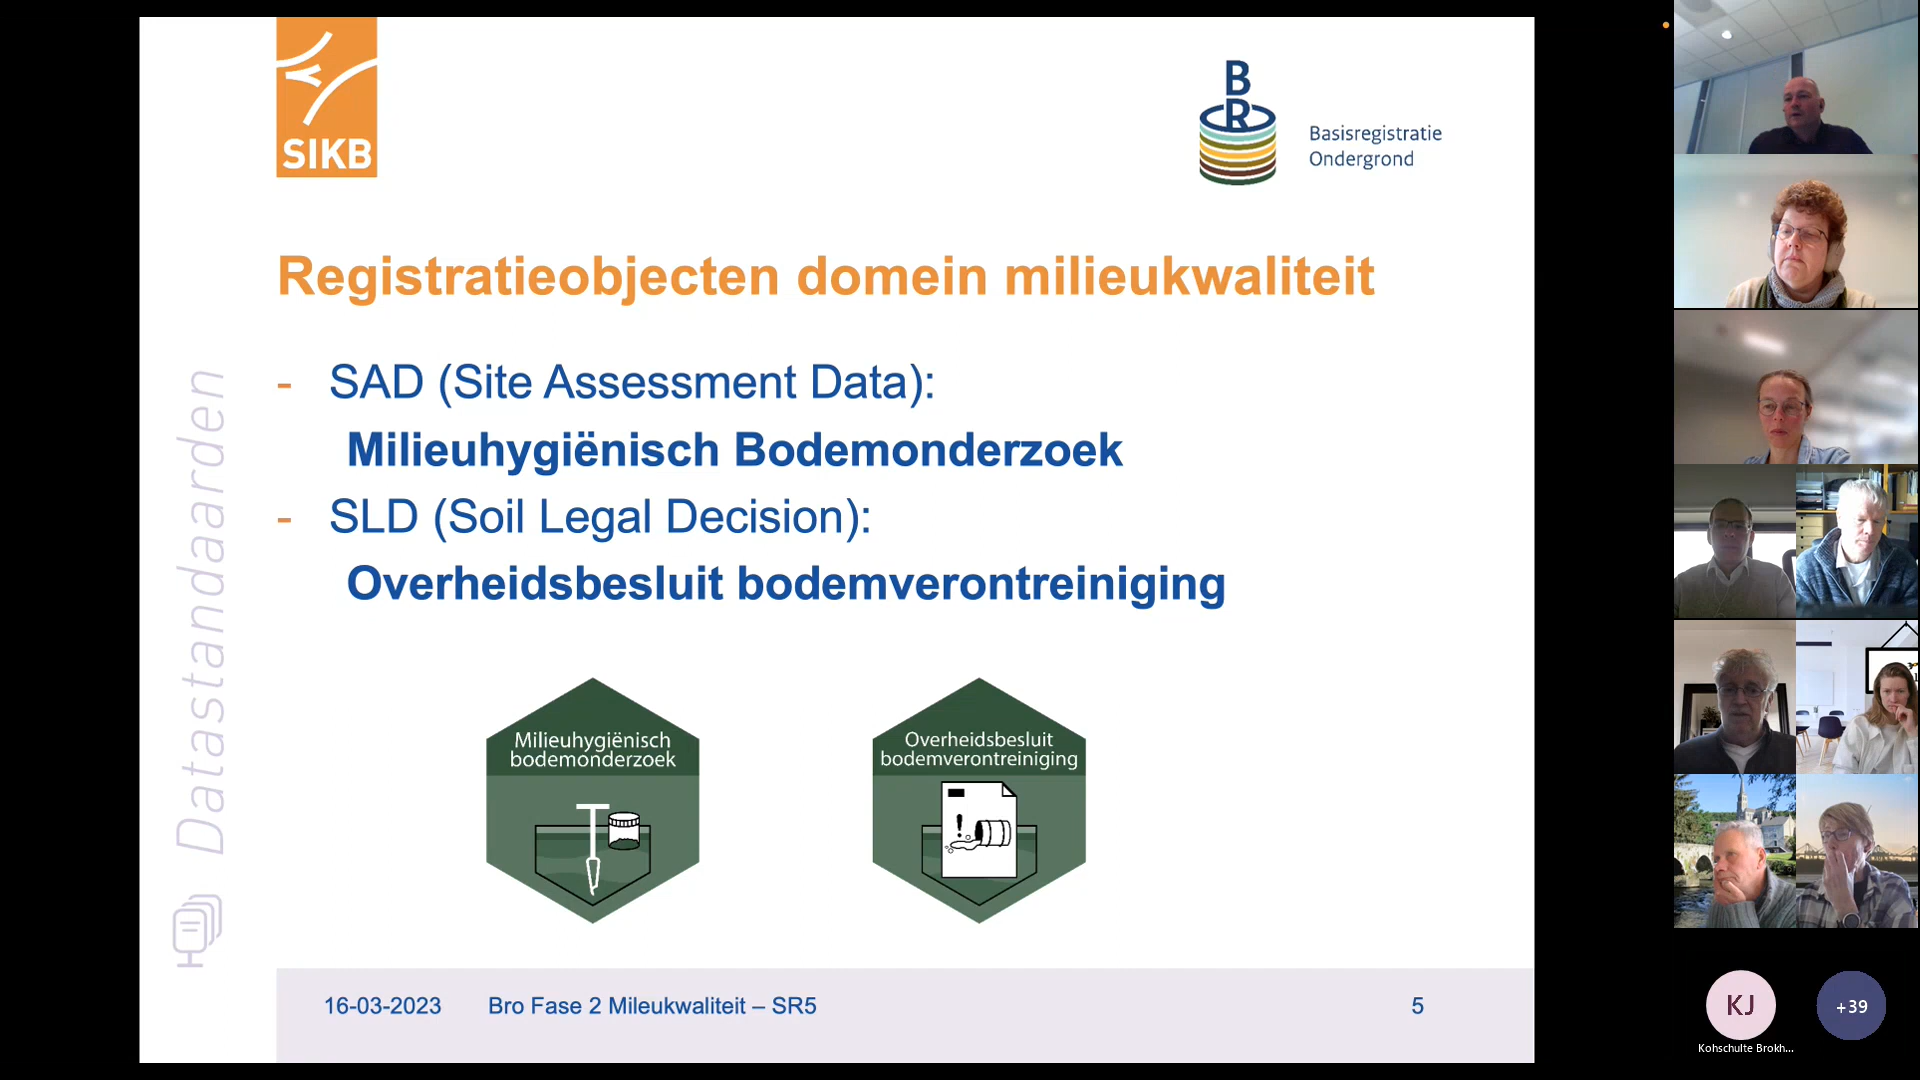 SIKB
BR
Basisregistratie
Ondergrond
Registratieobjecten domein milieukwaliteit
- SAD (Site Assessment Data):
Milieuhygiënisch Bodemonderzoek
- SLD (Soil Legal Decision):
Overheidsbesluit bodemverontreiniging
Datastandaarden
Milieuhygiënisch
bodemonderzoek
Overheidsbesluit
bodemverontreiniging
!
16-03-2023 Bro Fase 2 Mileukwaliteit – SR5 5
KJ
+39
Kohschulte Brokh...